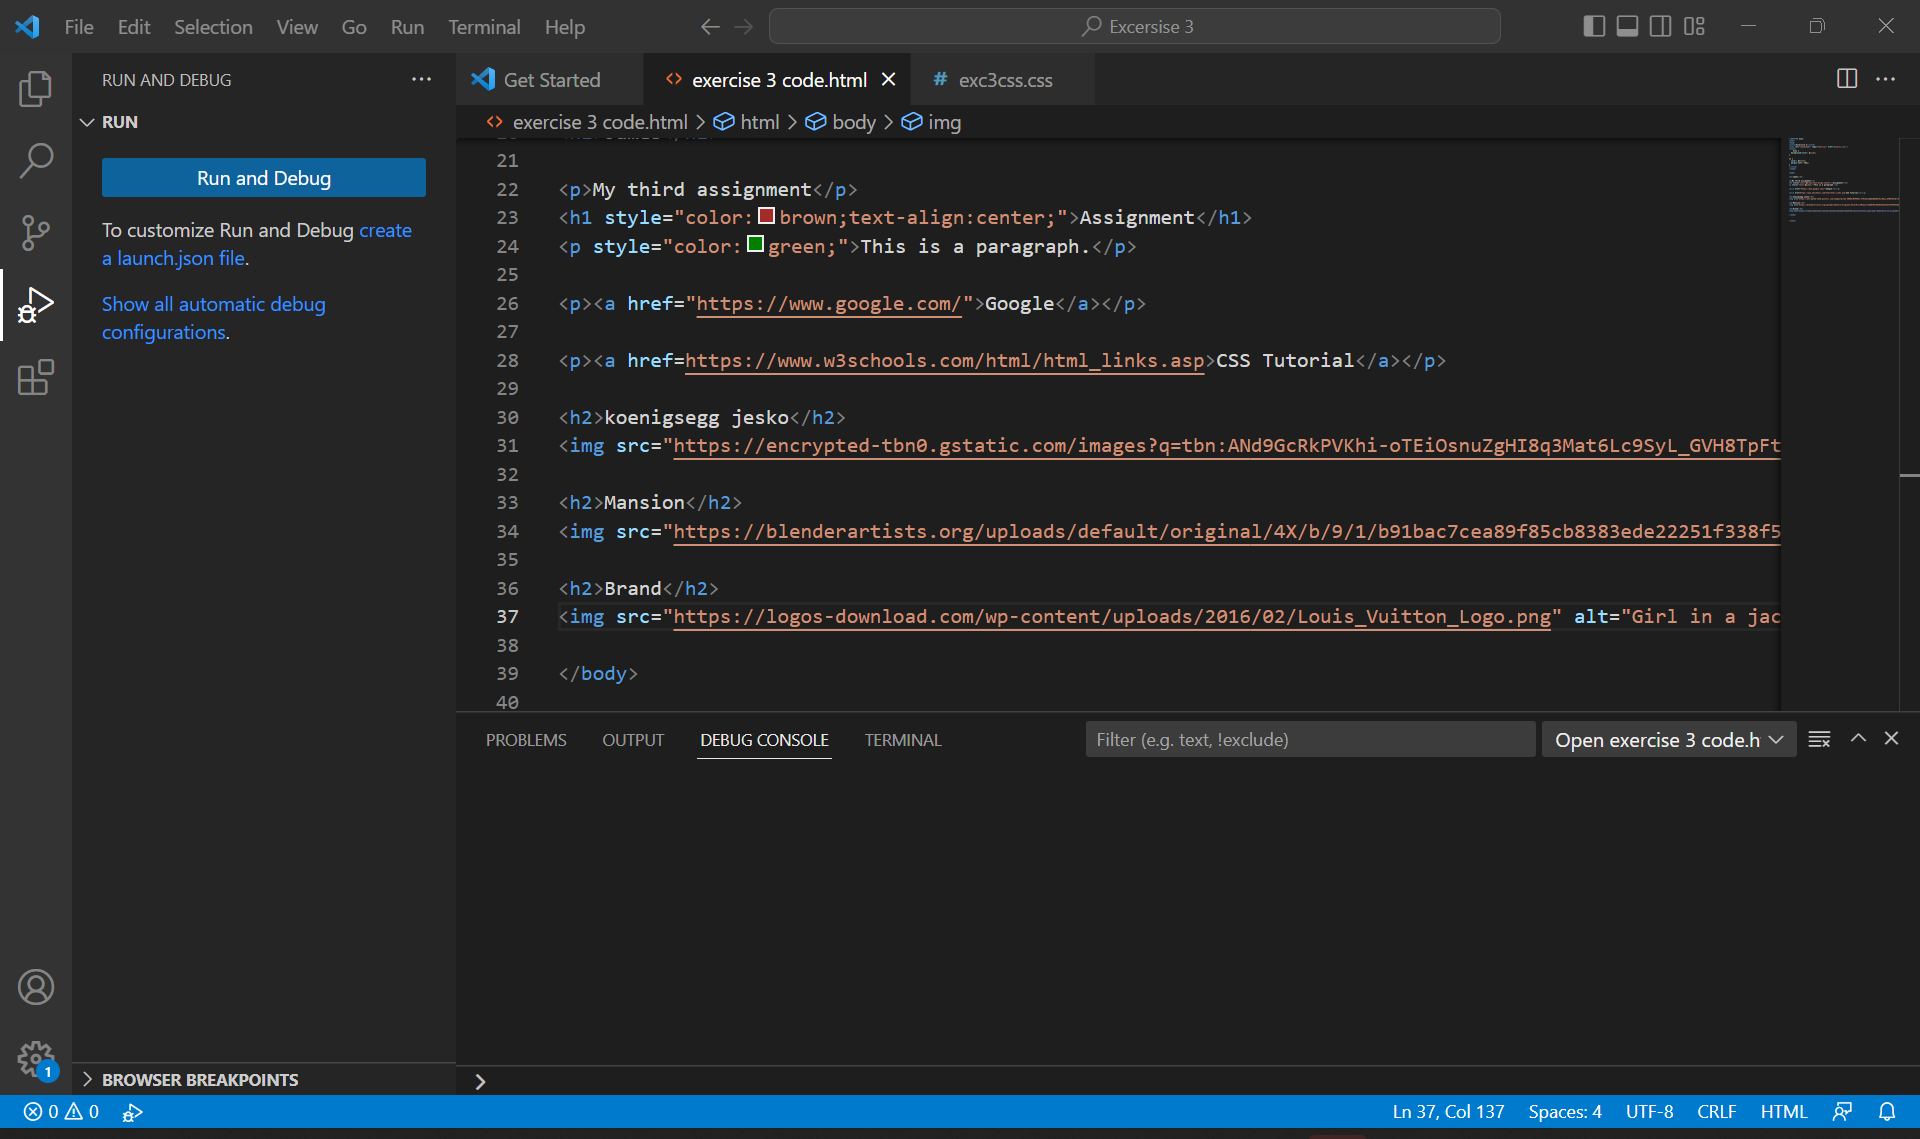 File Edit Selection View Go Run Terminal Help
Excersise 3
RUN AND DEBUG
RUN
Run and Debug
To customize Run and Debug create
a launch.json file.
Show all automatic debug
configurations.
BROWSER BREAKPOINTS
Get Started
exercise 3 code.html
# exc3css.css
exercise 3 code.html > html > body > img
21
22 <p>My third assignment</p>
23 <h1 style="color:brown;text-align:center;">Assignment</h1>
24 <p style="color:green;">This is a paragraph.</p>
25
26 <p><a href="https://www.google.com/">Google</a></p>
27
28 <p><a href=https://www.w3schools.com/html/html_links.asp>CSS Tutorial</a></p>
29
30 <h2>koenigsegg jesko</h2>
31 <img src="https://encrypted-tbn0.gstatic.com/images?q=tbn:ANd9GcRkPVKhi-oTEiOsnuZgHI8q3Mat6Lc9SyL_GVH8TpFt
32
33 <h2>Mansion</h2>
34 <img src="https://blenderartists.org/uploads/default/original/4X/b/9/1/b91bac7cea89f85cb8383ede22251f338f5
35
36 <h2>Brand</h2>
37 <img src="https://logos-download.com/wp-content/uploads/2016/02/Louis_Vuitton_Logo.png" alt="Girl in a jac
38
39 </body>
40
PROBLEMS OUTPUT DEBUG CONSOLE TERMINAL
Filter (e.g. text, !exclude)
Open exercise 3 code.h
1
0 0
Ln 37, Col 137 Spaces: 4 UTF-8 CRLF HTML